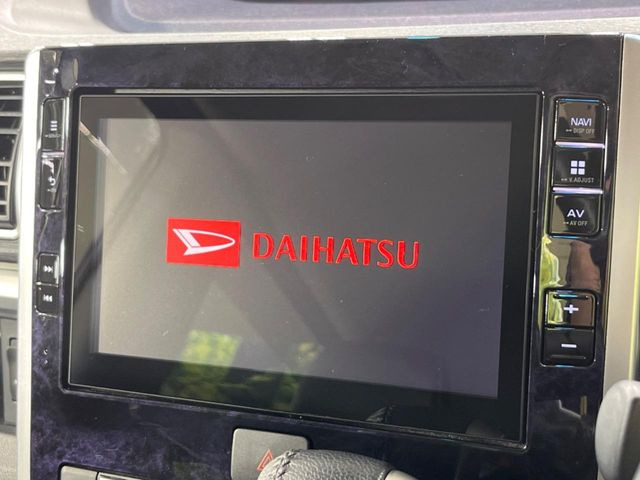 DAIHATSU
NAVI
DISP OFF
V.ADJUST
AV
AV OFF
+
−